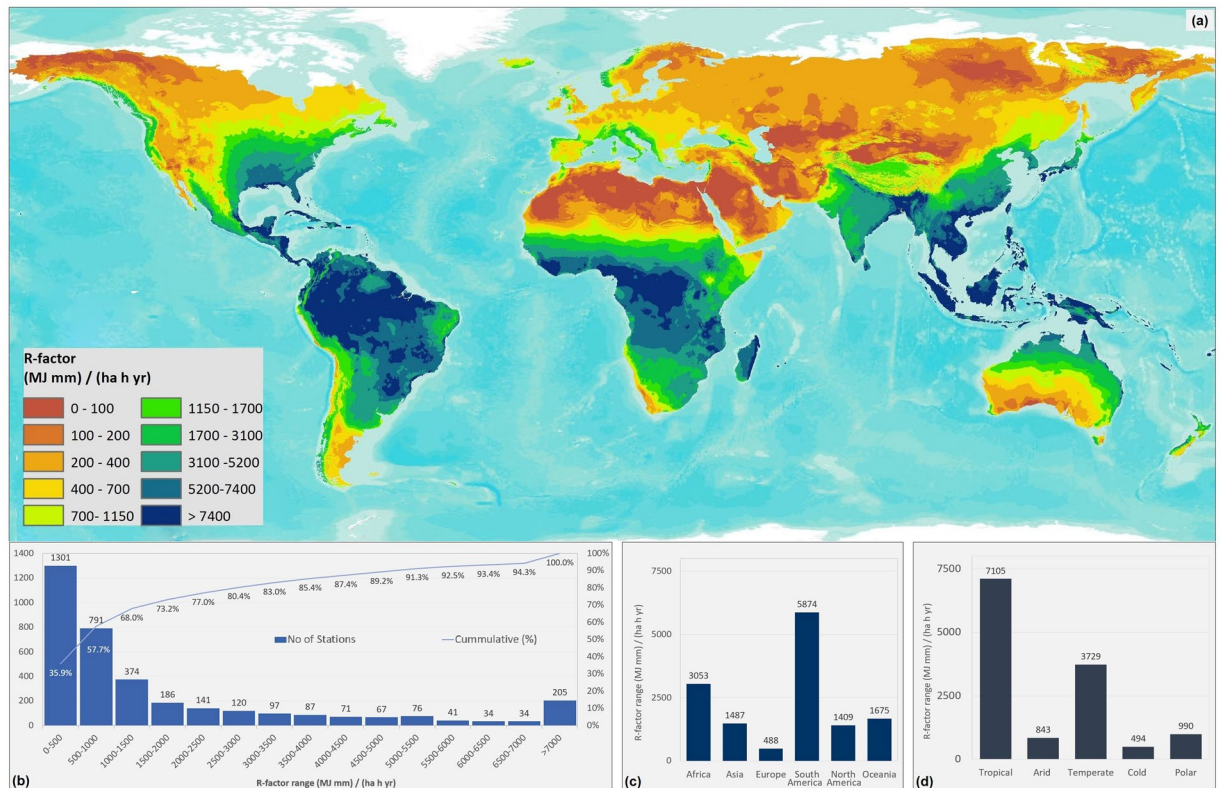 (a)
R-factor
(MJ mm) / (ha h yr)
0 - 100
1150 - 1700
100 - 200
1700 - 3100
200 - 400
3100 -5200
400 - 700
5200-7400
700- 1150
> 7400
1400
1200
1000
800
600
400
200
0
1301
791
374
186
141
120
97
87
71
67
76
41
34
34
205
35.9%
57.7%
68.0%
73.2%
77.0%
80.4%
83.0%
85.4%
87.4%
89.2%
91.3%
92.5%
93.4%
94.3%
100.0%
No of Stations
Cummulative (%)
100%
90%
80%
70%
60%
50%
40%
30%
20%
10%
0%
0-500
500-1000
1000-1500
1500-2000
2000-2500
2500-3000
3000-3500
3500-4000
4000-4500
4500-5000
5000-5500
5500-6000
6000-6500
6500-7000
>7000
(b)
R-factor range (MJ mm) / (ha h yr)
R-factor range (MJ mm) / (ha h yr)
7500
5000
2500
0
3053
1487
488
5874
1409
1675
Africa
Asia
Europe
South
America
North
America
Oceania
(c)
R-factor range (MJ mm) / (ha h yr)
7500
5000
2500
0
7105
843
3729
494
990
Tropical
Arid
Temperate
Cold
Polar
(d)